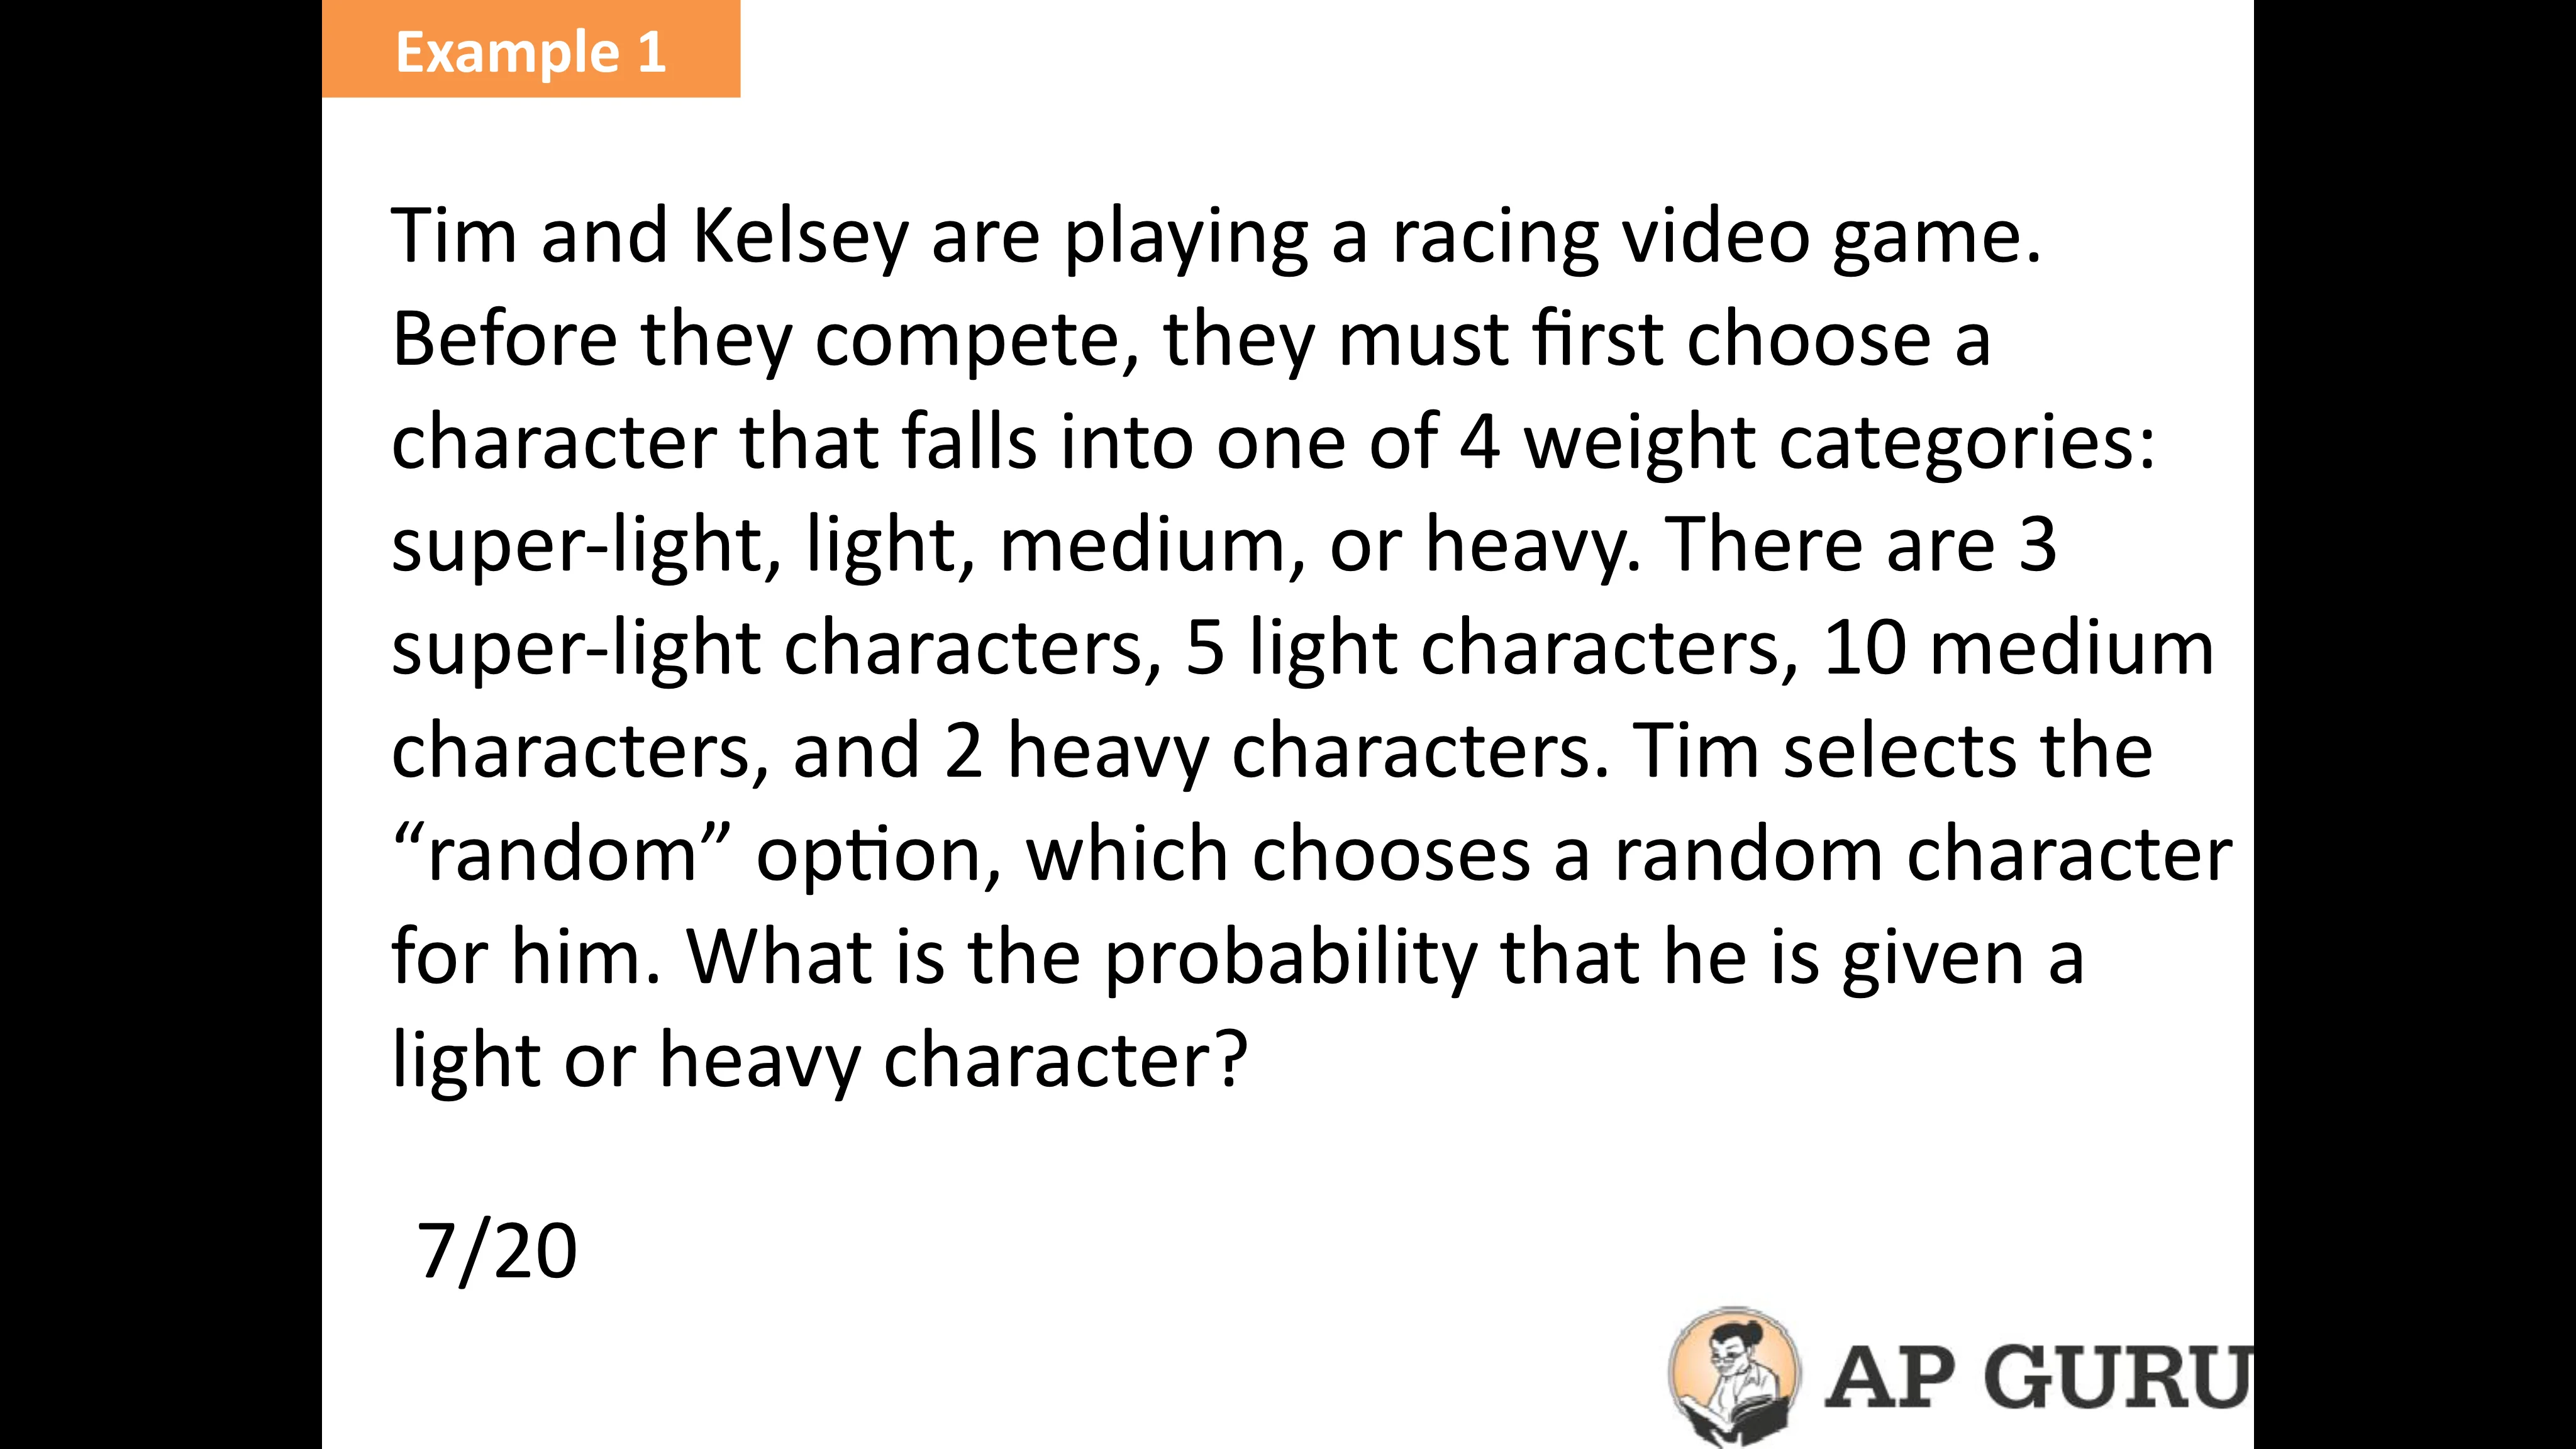 Example 1
Tim and Kelsey are playing a racing video game.
Before they compete, they must first choose a
character that falls into one of 4 weight categories:
super-light, light, medium, or heavy. There are 3
super-light characters, 5 light characters, 10 medium
characters, and 2 heavy characters. Tim selects the
“random” option, which chooses a random character
for him. What is the probability that he is given a
light or heavy character?
7/20
AP GURU